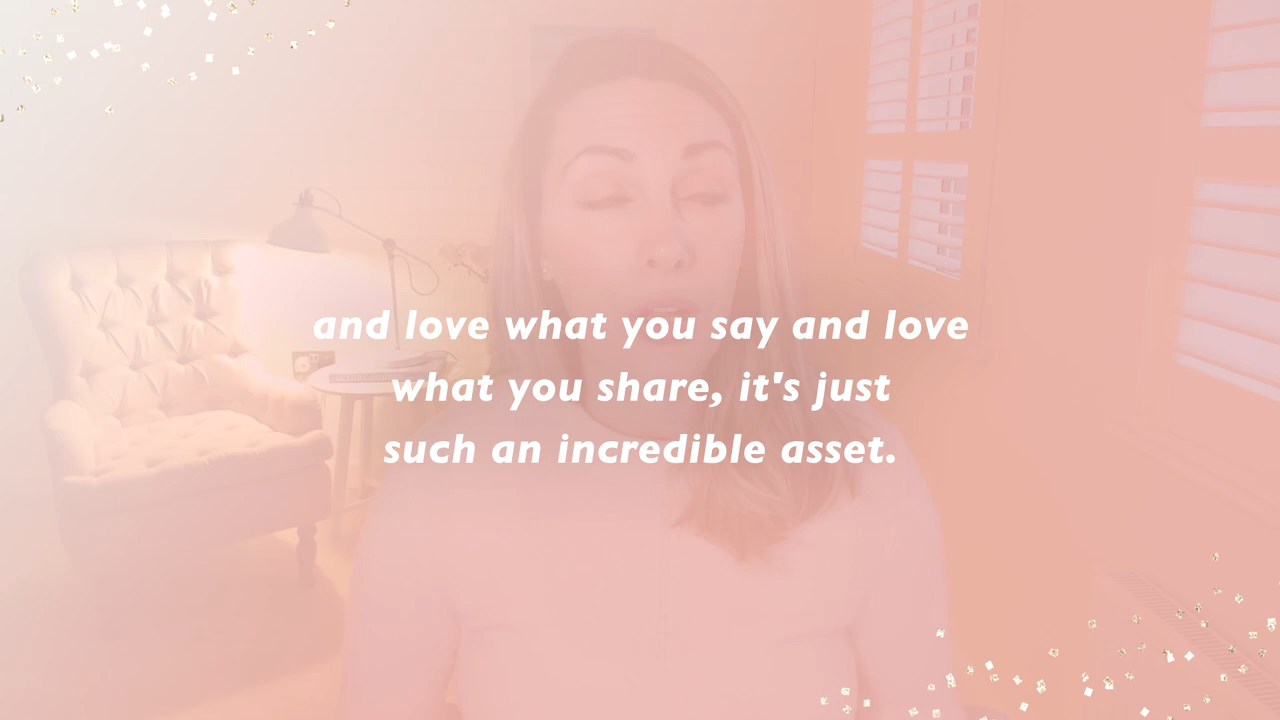 and love what you say and love
what you share, it's just
such an incredible asset.